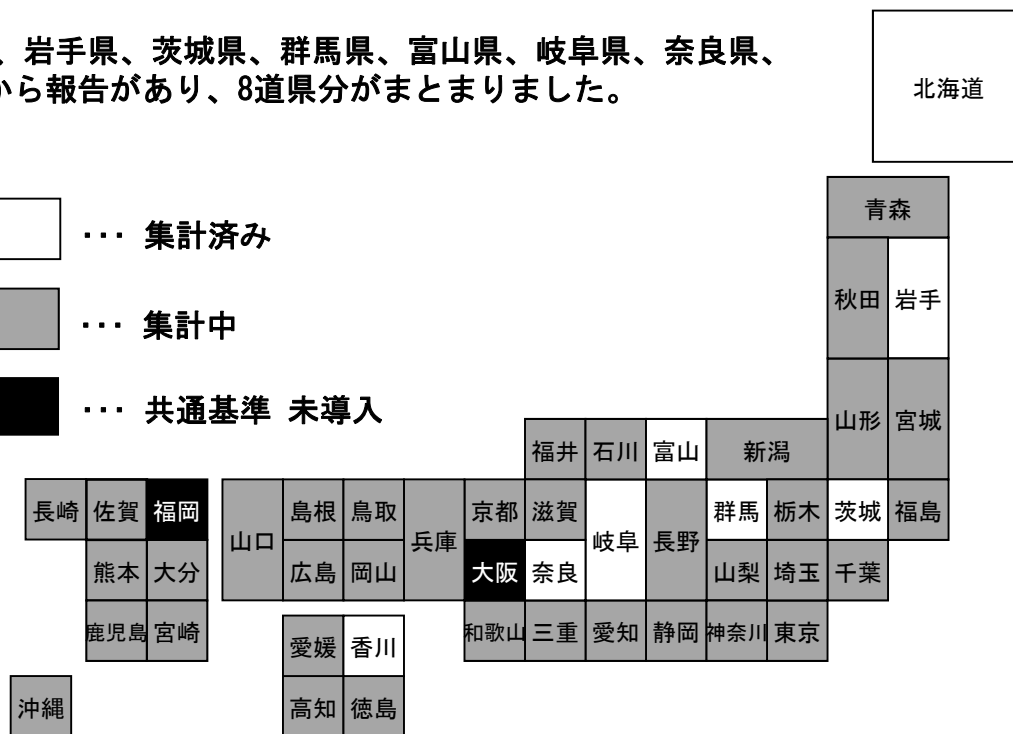 、岩手県、茨城県、群馬県、富山県、岐阜県、奈良県、
から報告があり、8道県分がまとまりました。
北海道
・・・ 集計済み
・・・ 集計中
・・・ 共通基準 未導入
青森
秋田 岩手
山形 宮城
福井 石川 富山 新潟
長崎 佐賀 福岡 山口 島根 鳥取 兵庫 京都 滋賀 岐阜 長野 群馬 栃木 茨城 福島
熊本 大分 広島 岡山 大阪 奈良 山梨 埼玉 千葉
鹿児島 宮崎 愛媛 香川 和歌山 三重 愛知 静岡 神奈川 東京
沖縄 高知 徳島